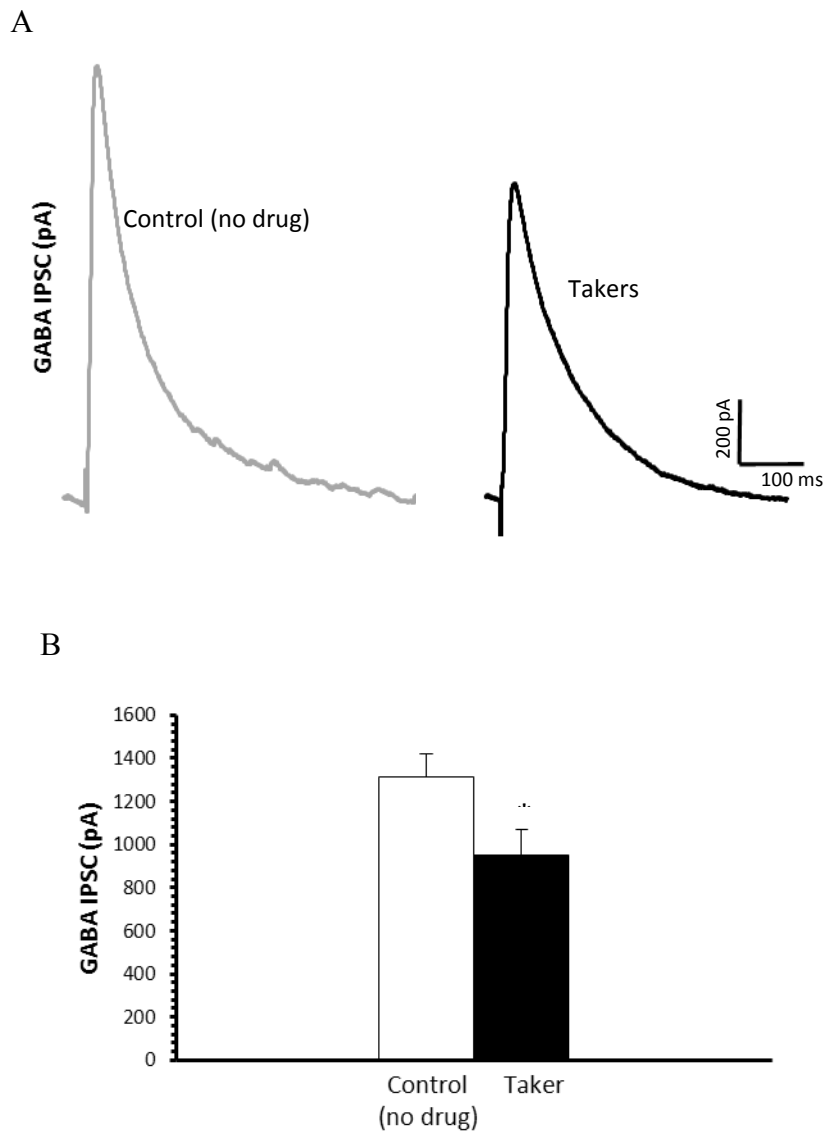 A
GABA IPSC (pA)
Control (no drug)
Takers
200 pA
100 ms
B
GABA IPSC (pA)
1600
1400
1200
1000
800
600
400
200
0
*
Control
(no drug)
Taker